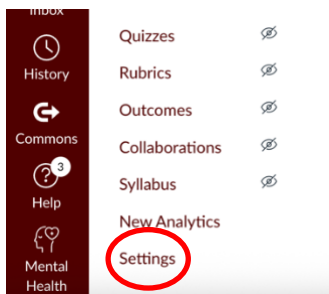 Inbox
History
Commons
3
Help
Mental
Health
Quizzes
Rubrics
Outcomes
Collaborations
Syllabus
New Analytics
Settings